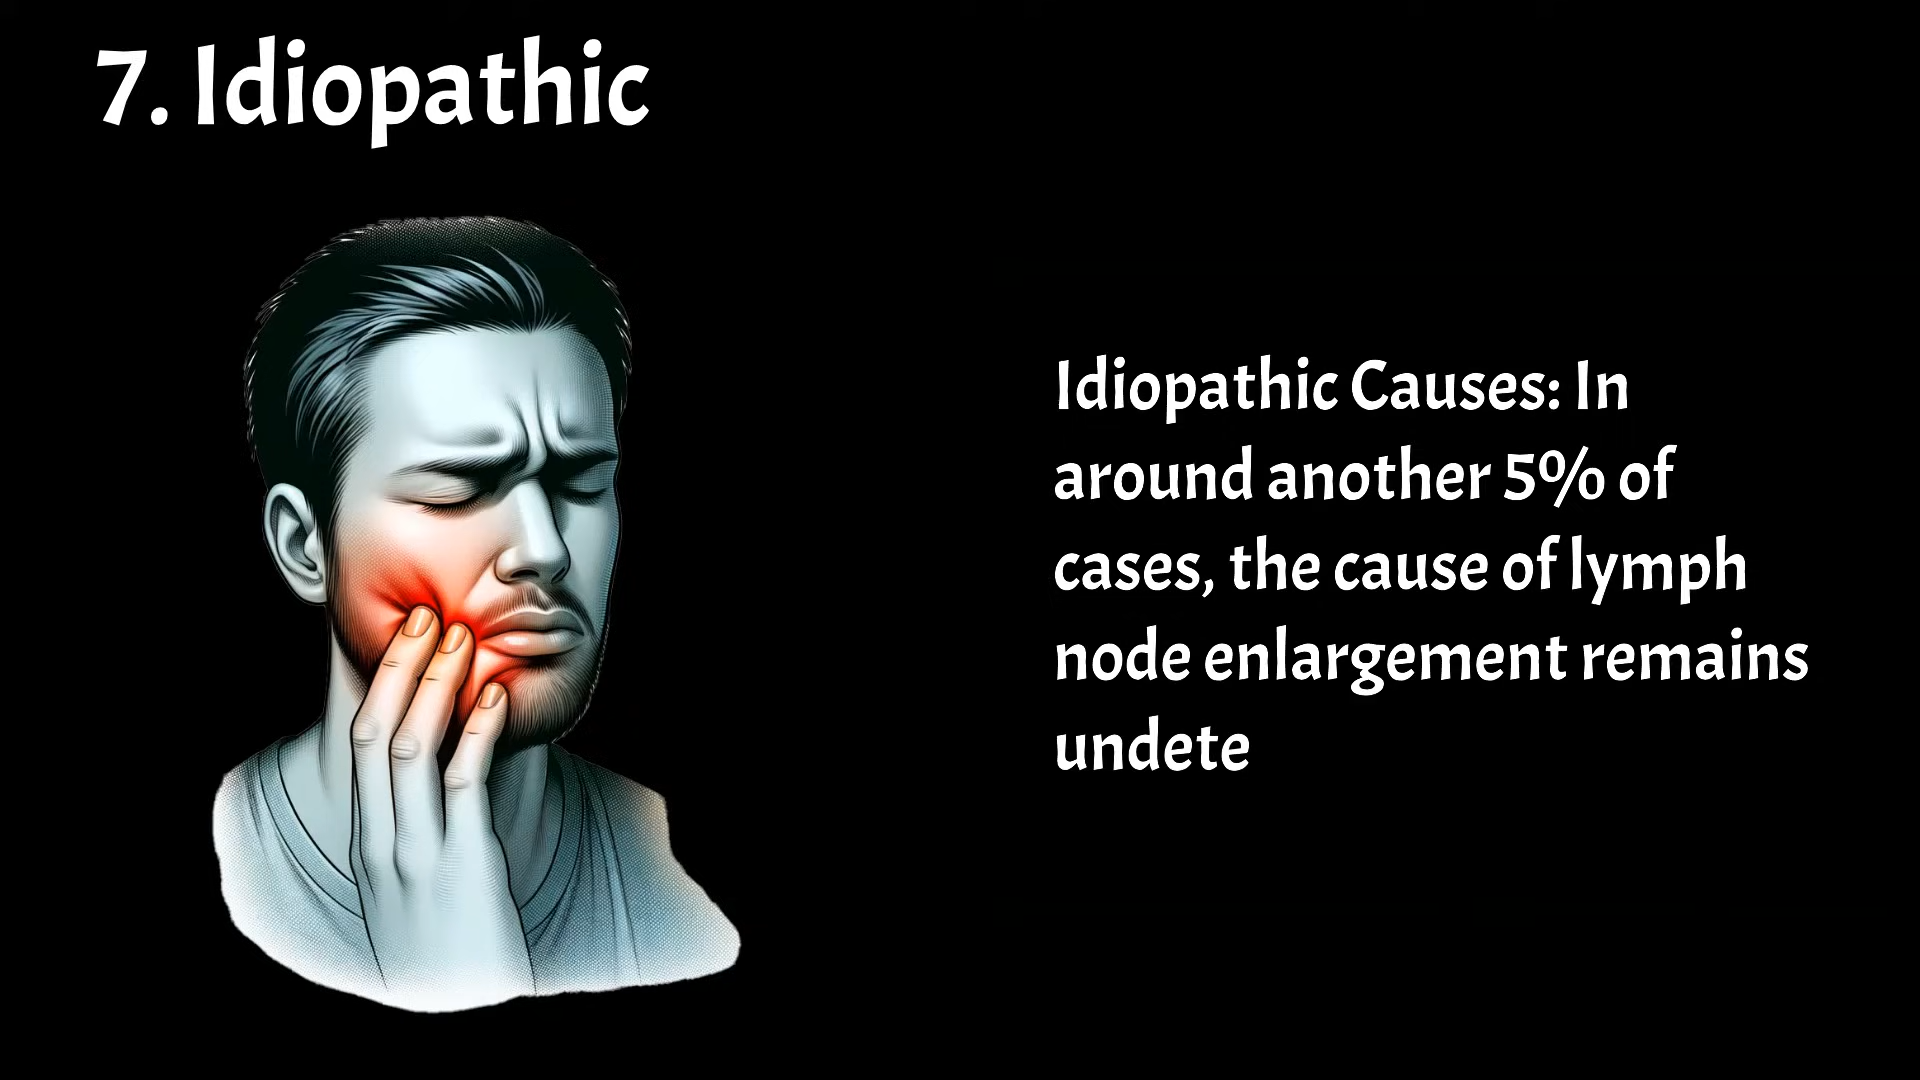 7. Idiopathic
Idiopathic Causes: In
around another 5% of
cases, the cause of lymph
node enlargement remains
undete